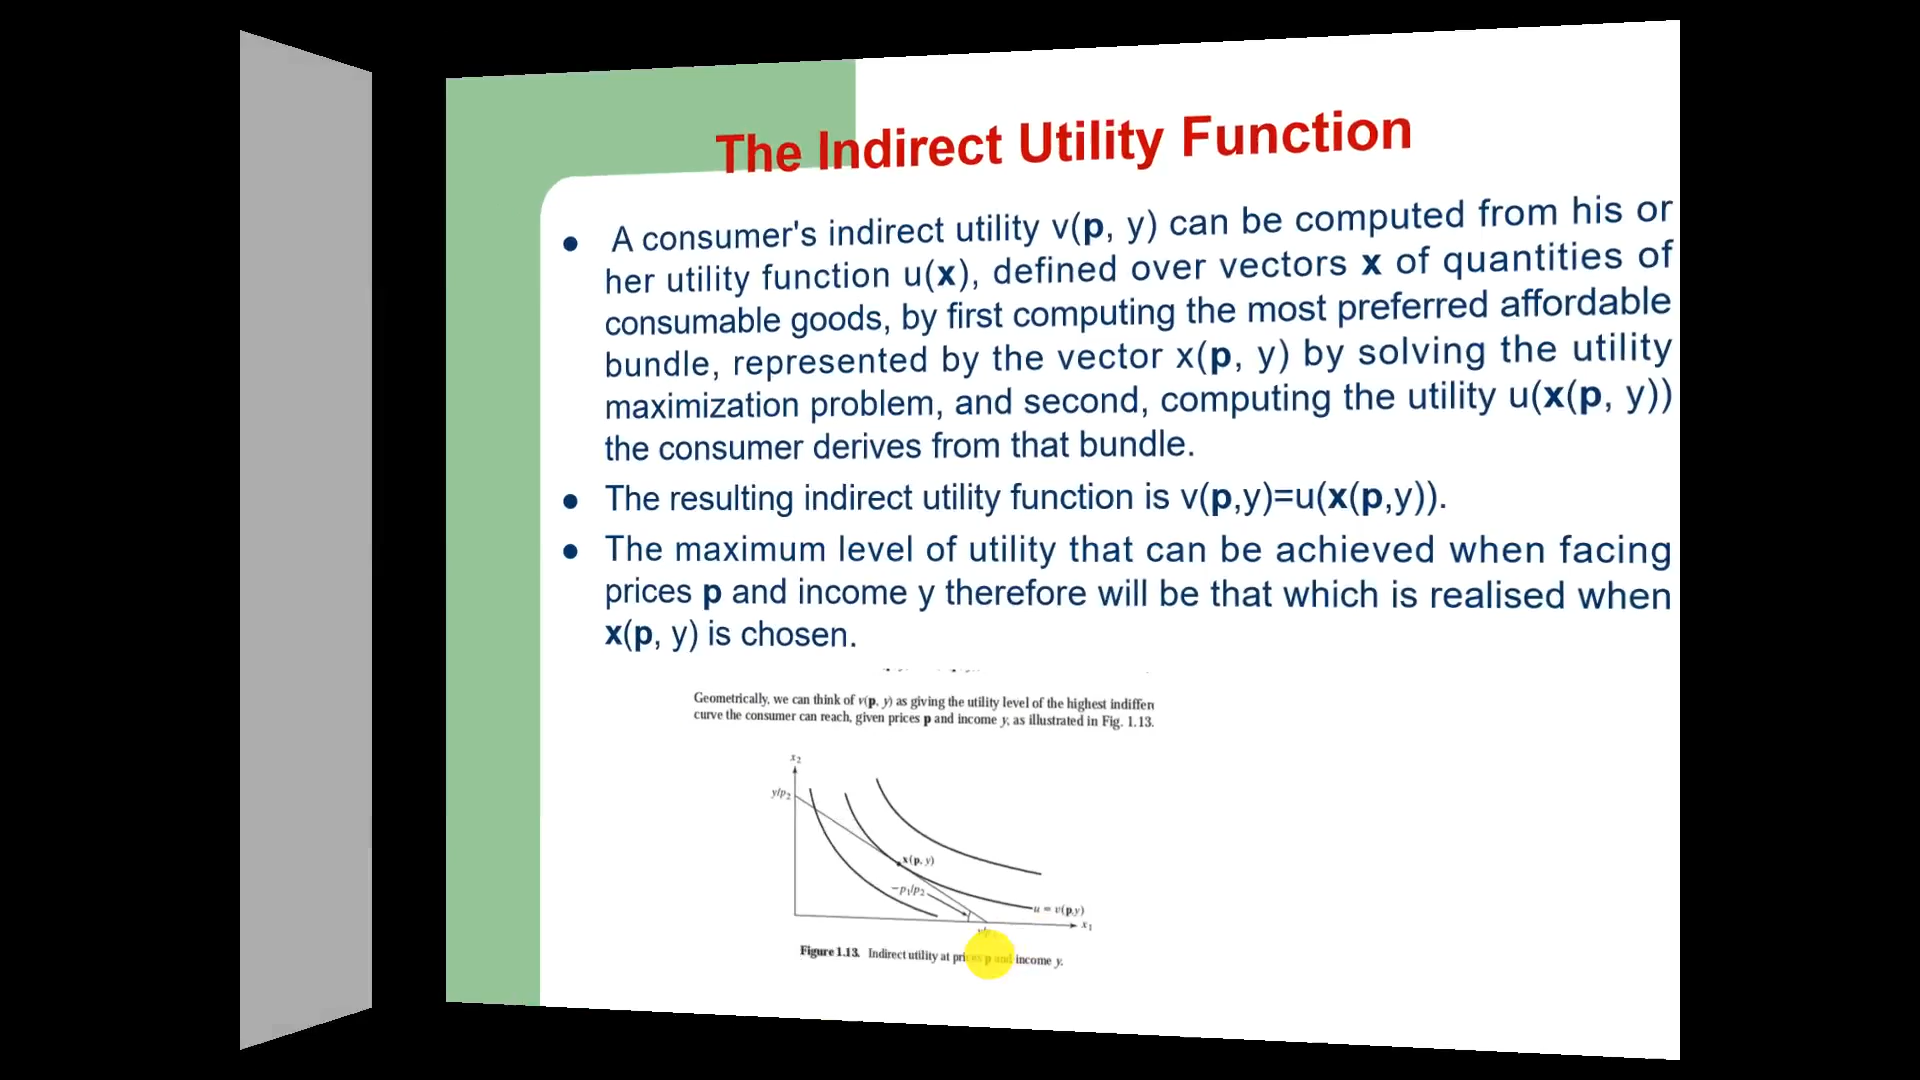 The Indirect Utility Function
A consumer's indirect utility v(p, y) can be computed from his or
her utility function u(x), defined over vectors x of quantities of
consumable goods, by first computing the most preferred affordable
bundle, represented by the vector x(p, y) by solving the utility
maximization problem, and second, computing the utility u(x(p, y))
the consumer derives from that bundle.
The resulting indirect utility function is v(p,y)=u(x(p,y)).
The maximum level of utility that can be achieved when facing
prices p and income y therefore will be that which is realised when
x(p, y) is chosen.
Geometrically, we can think of v(p, y) as giving the utility level of the highest indiffen
curve the consumer can reach, given prices p and income y, as illustrated in Fig. 1.13.
x2
y/p2
x(p, y)
−p1/p2
u = v(p,y)
x1
Figure 1.13. Indirect utility at prices p and income y.